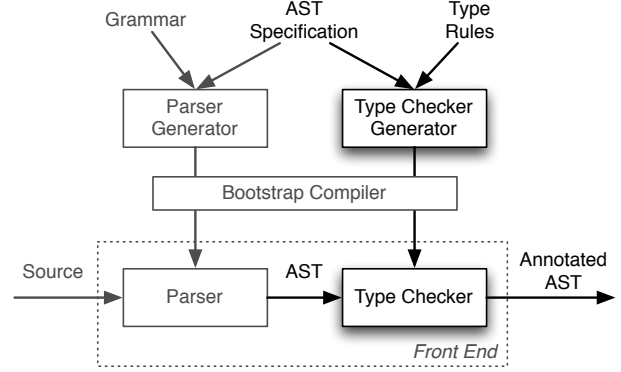 Grammar
AST
Specification
Type
Rules
Parser
Generator
Type Checker
Generator
Bootstrap Compiler
Source
Parser
AST
Type Checker
Annotated
AST
Front End